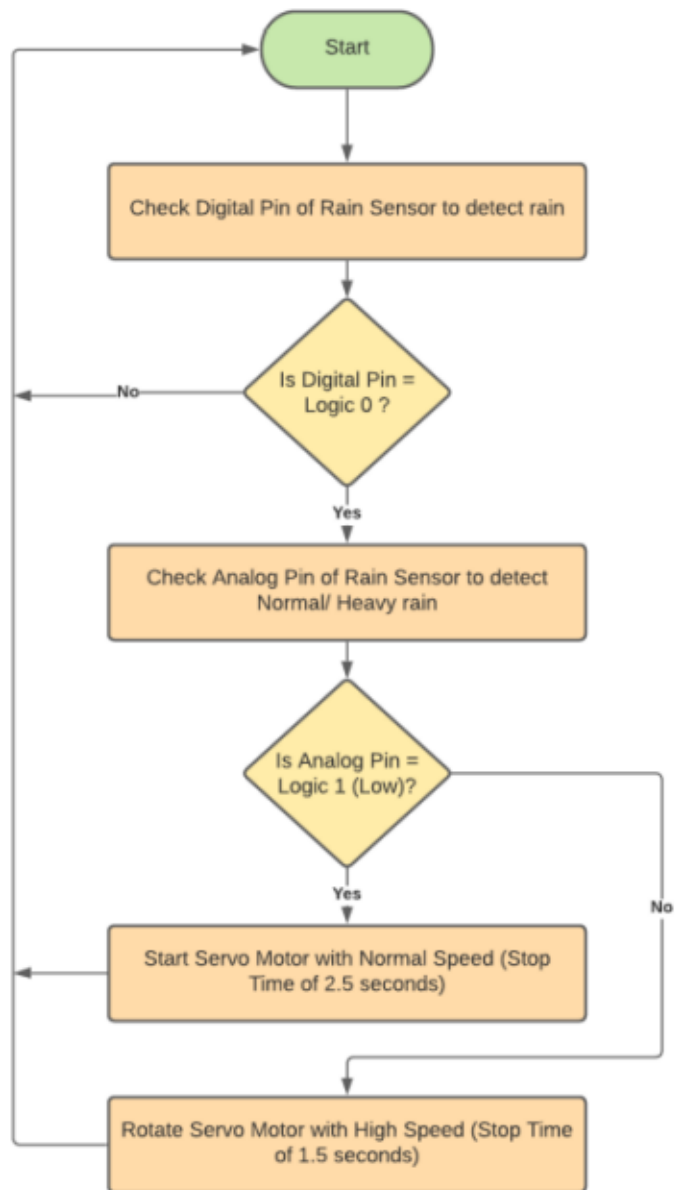 Start
Check Digital Pin of Rain Sensor to detect rain
Is Digital Pin =
Logic 0 ?
No
Yes
Check Analog Pin of Rain Sensor to detect
Normal/ Heavy rain
Is Analog Pin =
Logic 1 (Low)?
Yes
No
Start Servo Motor with Normal Speed (Stop
Time of 2.5 seconds)
Rotate Servo Motor with High Speed (Stop Time
of 1.5 seconds)